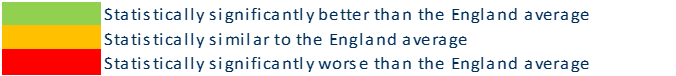 Statistically significantly better than the England average
Statistically similar to the England average
Statistically significantly worse than the England average